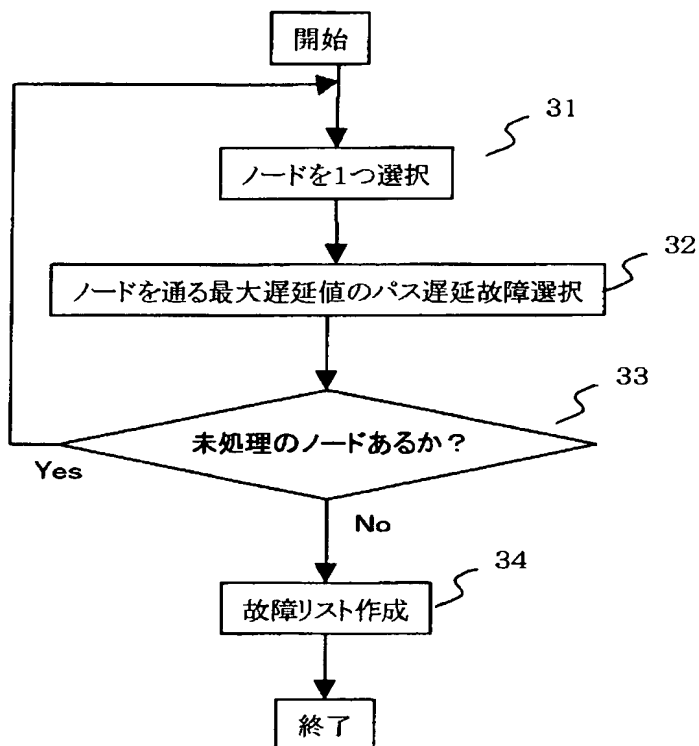 開始
31
ノードを1つ選択
32
ノードを通る最大遅延値のパス遅延故障選択
33
未処理のノードあるか？
Yes
No
34
故障リスト作成
終了